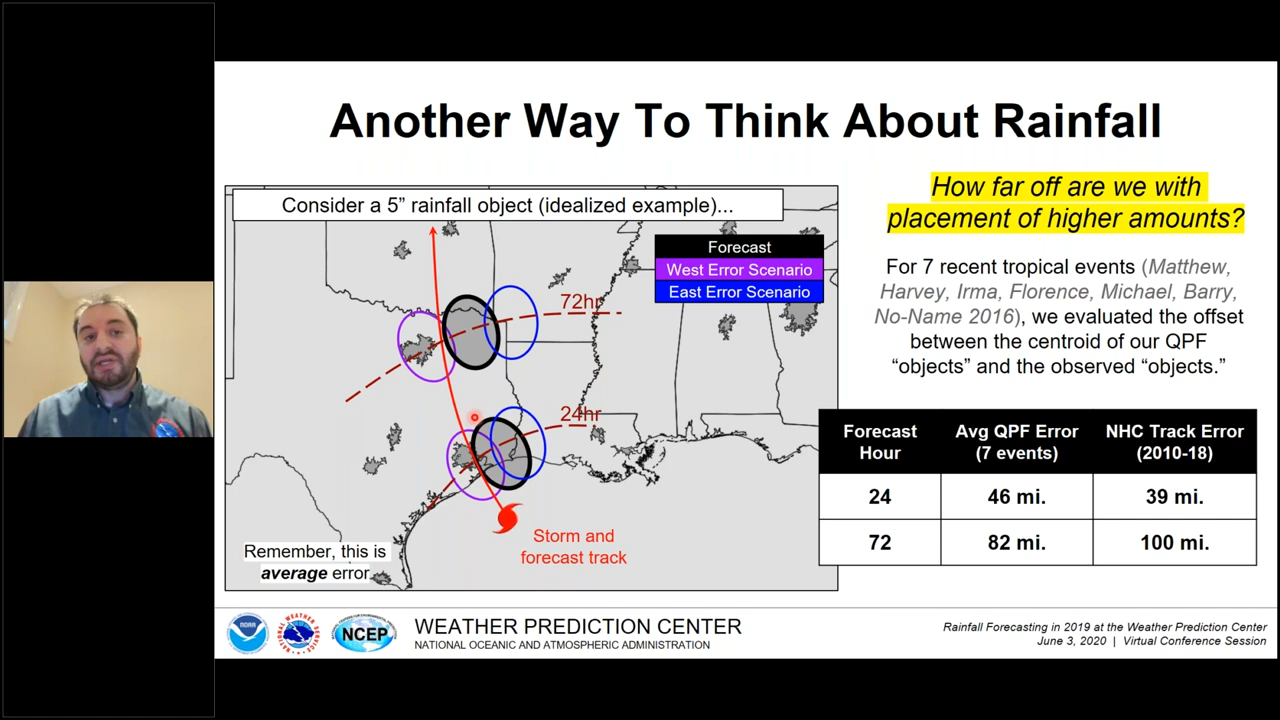 Another Way To Think About Rainfall
Consider a 5” rainfall object (idealized example)...
Forecast
West Error Scenario
East Error Scenario
72hr
24hr
Storm and
forecast track
Remember, this is
average error
How far off are we with
placement of higher amounts?
For 7 recent tropical events (Matthew,
Harvey, Irma, Florence, Michael, Barry,
No-Name 2016), we evaluated the offset
between the centroid of our QPF
“objects” and the observed “objects.”
Forecast Hour Avg QPF Error (7 events) NHC Track Error (2010-18)
24 46 mi. 39 mi.
72 82 mi. 100 mi.
NOAA
NATIONAL WEATHER SERVICE
NCEP
WEATHER PREDICTION CENTER
NATIONAL OCEANIC AND ATMOSPHERIC ADMINISTRATION
Rainfall Forecasting in 2019 at the Weather Prediction Center
June 3, 2020 | Virtual Conference Session